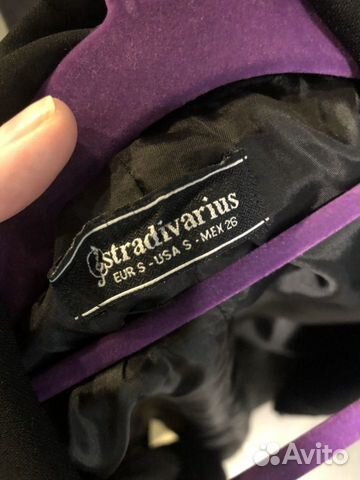 stradivarius
EUR S - USA S - MEX 26
Avito